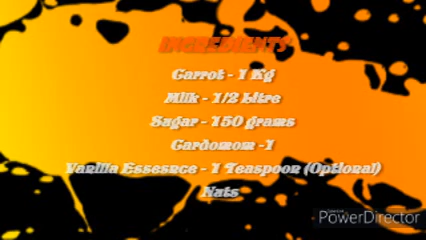 INGREDIENTS
Carrot - 1 Kg
Milk - 1/2 litre
Sugar - 150 grams
Cardomom -1
Vanilla Essesnce - 1 Teaspoon (Optional)
Nuts
PowerDirector